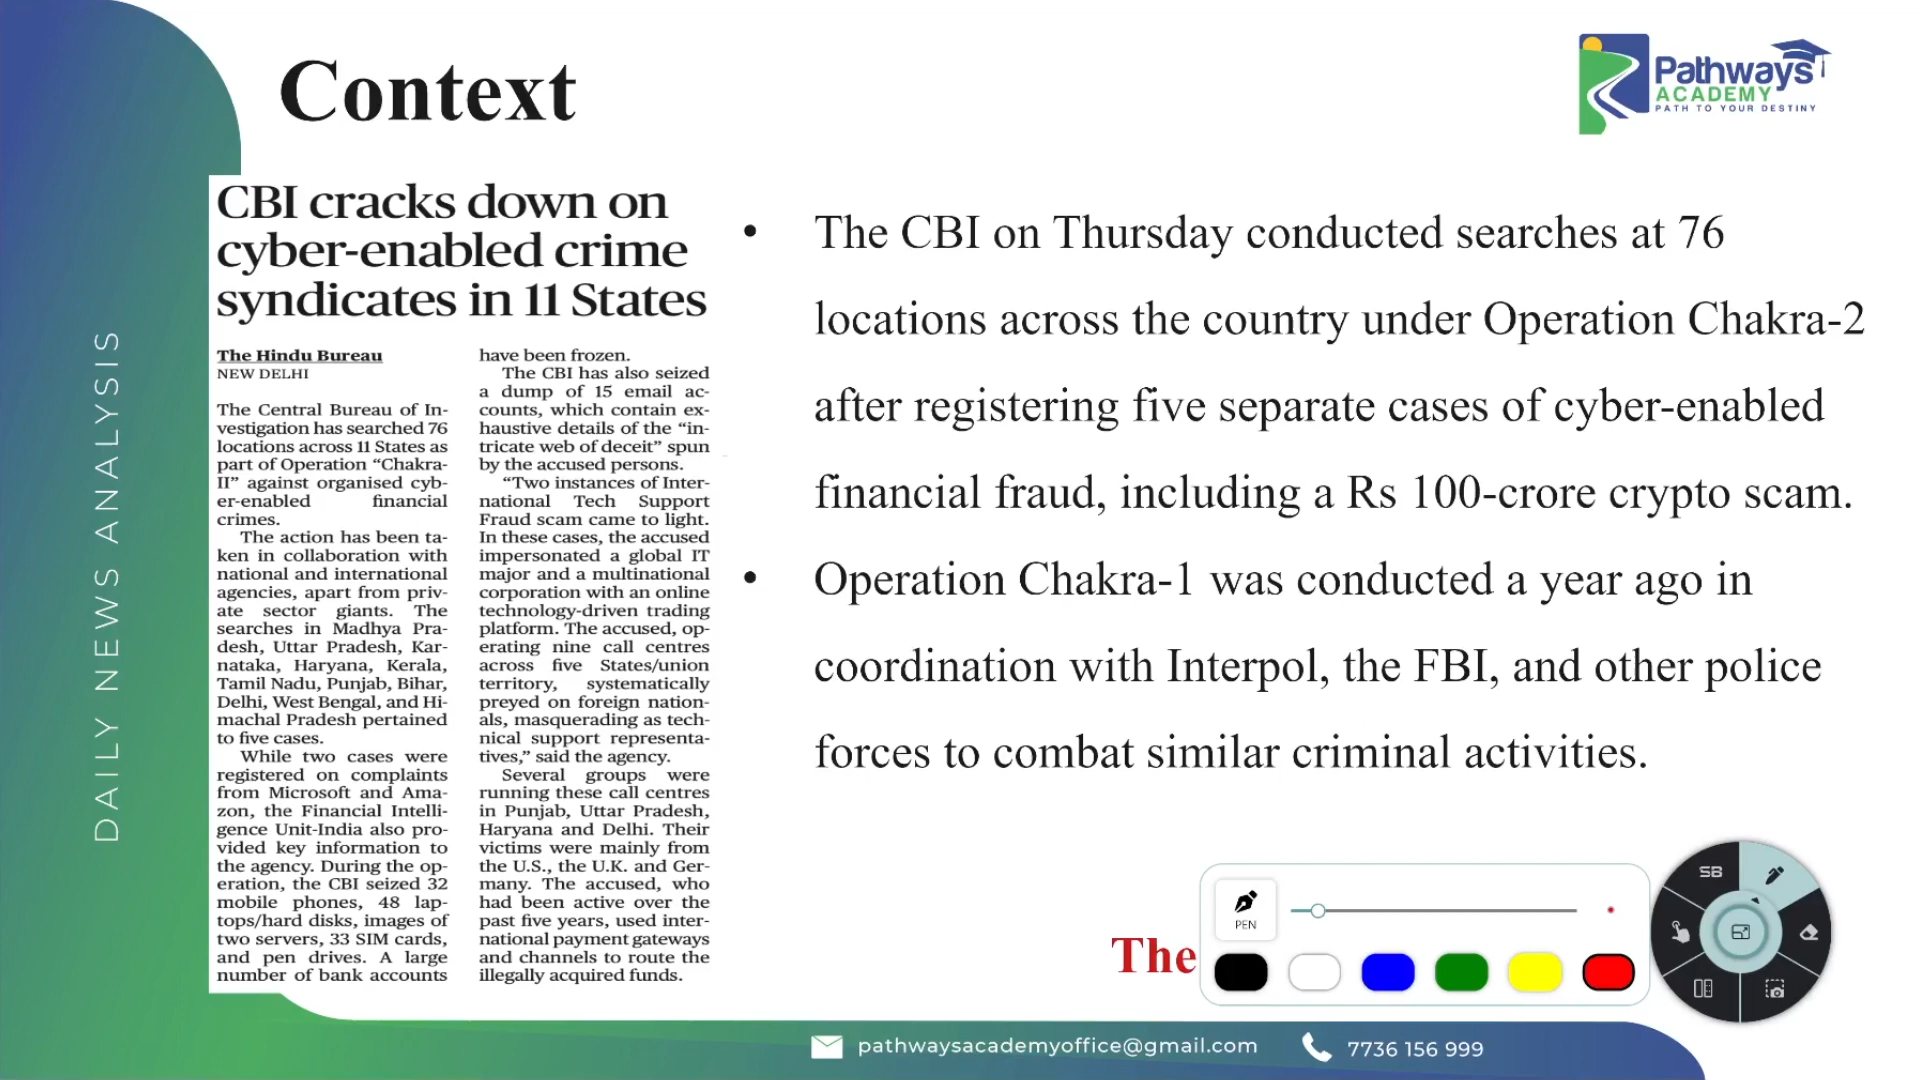 Context
Pathways
ACADEMY
PATH TO YOUR DESTINY
DAILY NEWS ANALYSIS
CBI cracks down on
cyber-enabled crime
syndicates in 11 States
The Hindu Bureau
NEW DELHI
The Central Bureau of In-
vestigation has searched 76
locations across 11 States as
part of Operation “Chakra-
II” against organised cyb-
er-enabled financial
crimes.
The action has been ta-
ken in collaboration with
national and international
agencies, apart from priv-
ate sector giants. The
searches in Madhya Pra-
desh, Uttar Pradesh, Kar-
nataka, Haryana, Kerala,
Tamil Nadu, Punjab, Bihar,
Delhi, West Bengal, and Hi-
machal Pradesh pertained
to five cases.
While two cases were
registered on complaints
from Microsoft and Ama-
zon, the Financial Intelli-
gence Unit-India also pro-
vided key information to
the agency. During the op-
eration, the CBI seized 32
mobile phones, 48 lap-
tops/hard disks, images of
two servers, 33 SIM cards,
and pen drives. A large
number of bank accounts
have been frozen.
The CBI has also seized
a dump of 15 email ac-
counts, which contain ex-
haustive details of the “in-
tricate web of deceit” spun
by the accused persons.
“Two instances of Inter-
national Tech Support
Fraud scam came to light.
In these cases, the accused
impersonated a global IT
major and a multinational
corporation with an online
technology-driven trading
platform. The accused, op-
erating nine call centres
across five States/union
territory, systematically
preyed on foreign nation-
als, masquerading as tech-
nical support representa-
tives,” said the agency.
Several groups were
running these call centres
in Punjab, Uttar Pradesh,
Haryana and Delhi. Their
victims were mainly from
the U.S., the U.K. and Ger-
many. The accused, who
had been active over the
past five years, used inter-
national payment gateways
and channels to route the
illegally acquired funds.
• The CBI on Thursday conducted searches at 76
locations across the country under Operation Chakra-2
after registering five separate cases of cyber-enabled
financial fraud, including a Rs 100-crore crypto scam.
• Operation Chakra-1 was conducted a year ago in
coordination with Interpol, the FBI, and other police
forces to combat similar criminal activities.
The
PEN
SB
pathwaysacademyoffice@gmail.com
7736 156 999